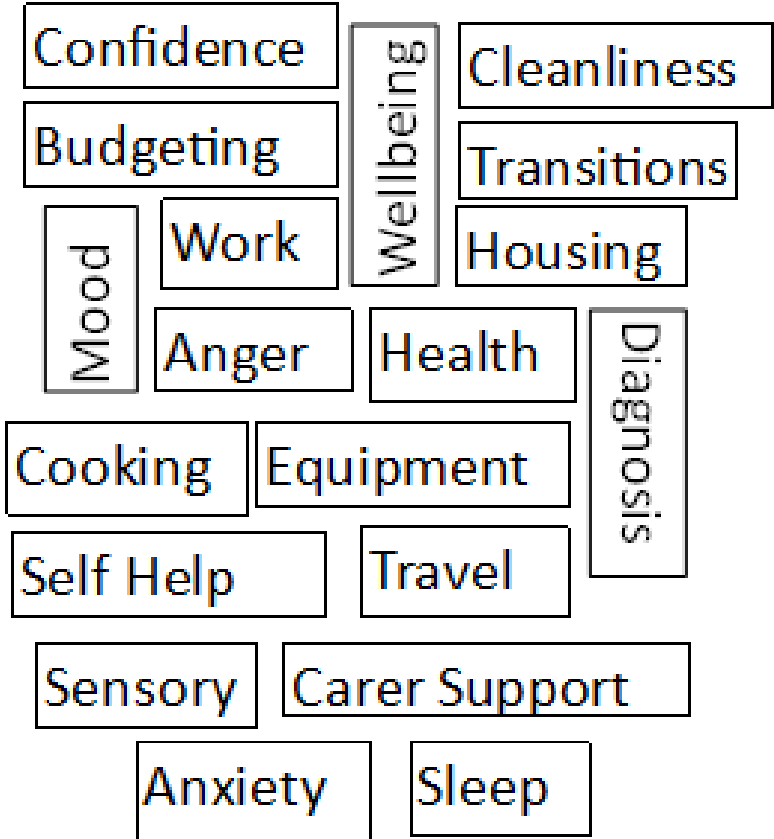 Confidence
Wellbeing
Cleanliness
Budgeting
Transitions
Mood
Work
Housing
Anger
Health
Diagnosis
Cooking
Equipment
Self Help
Travel
Sensory
Carer Support
Anxiety
Sleep